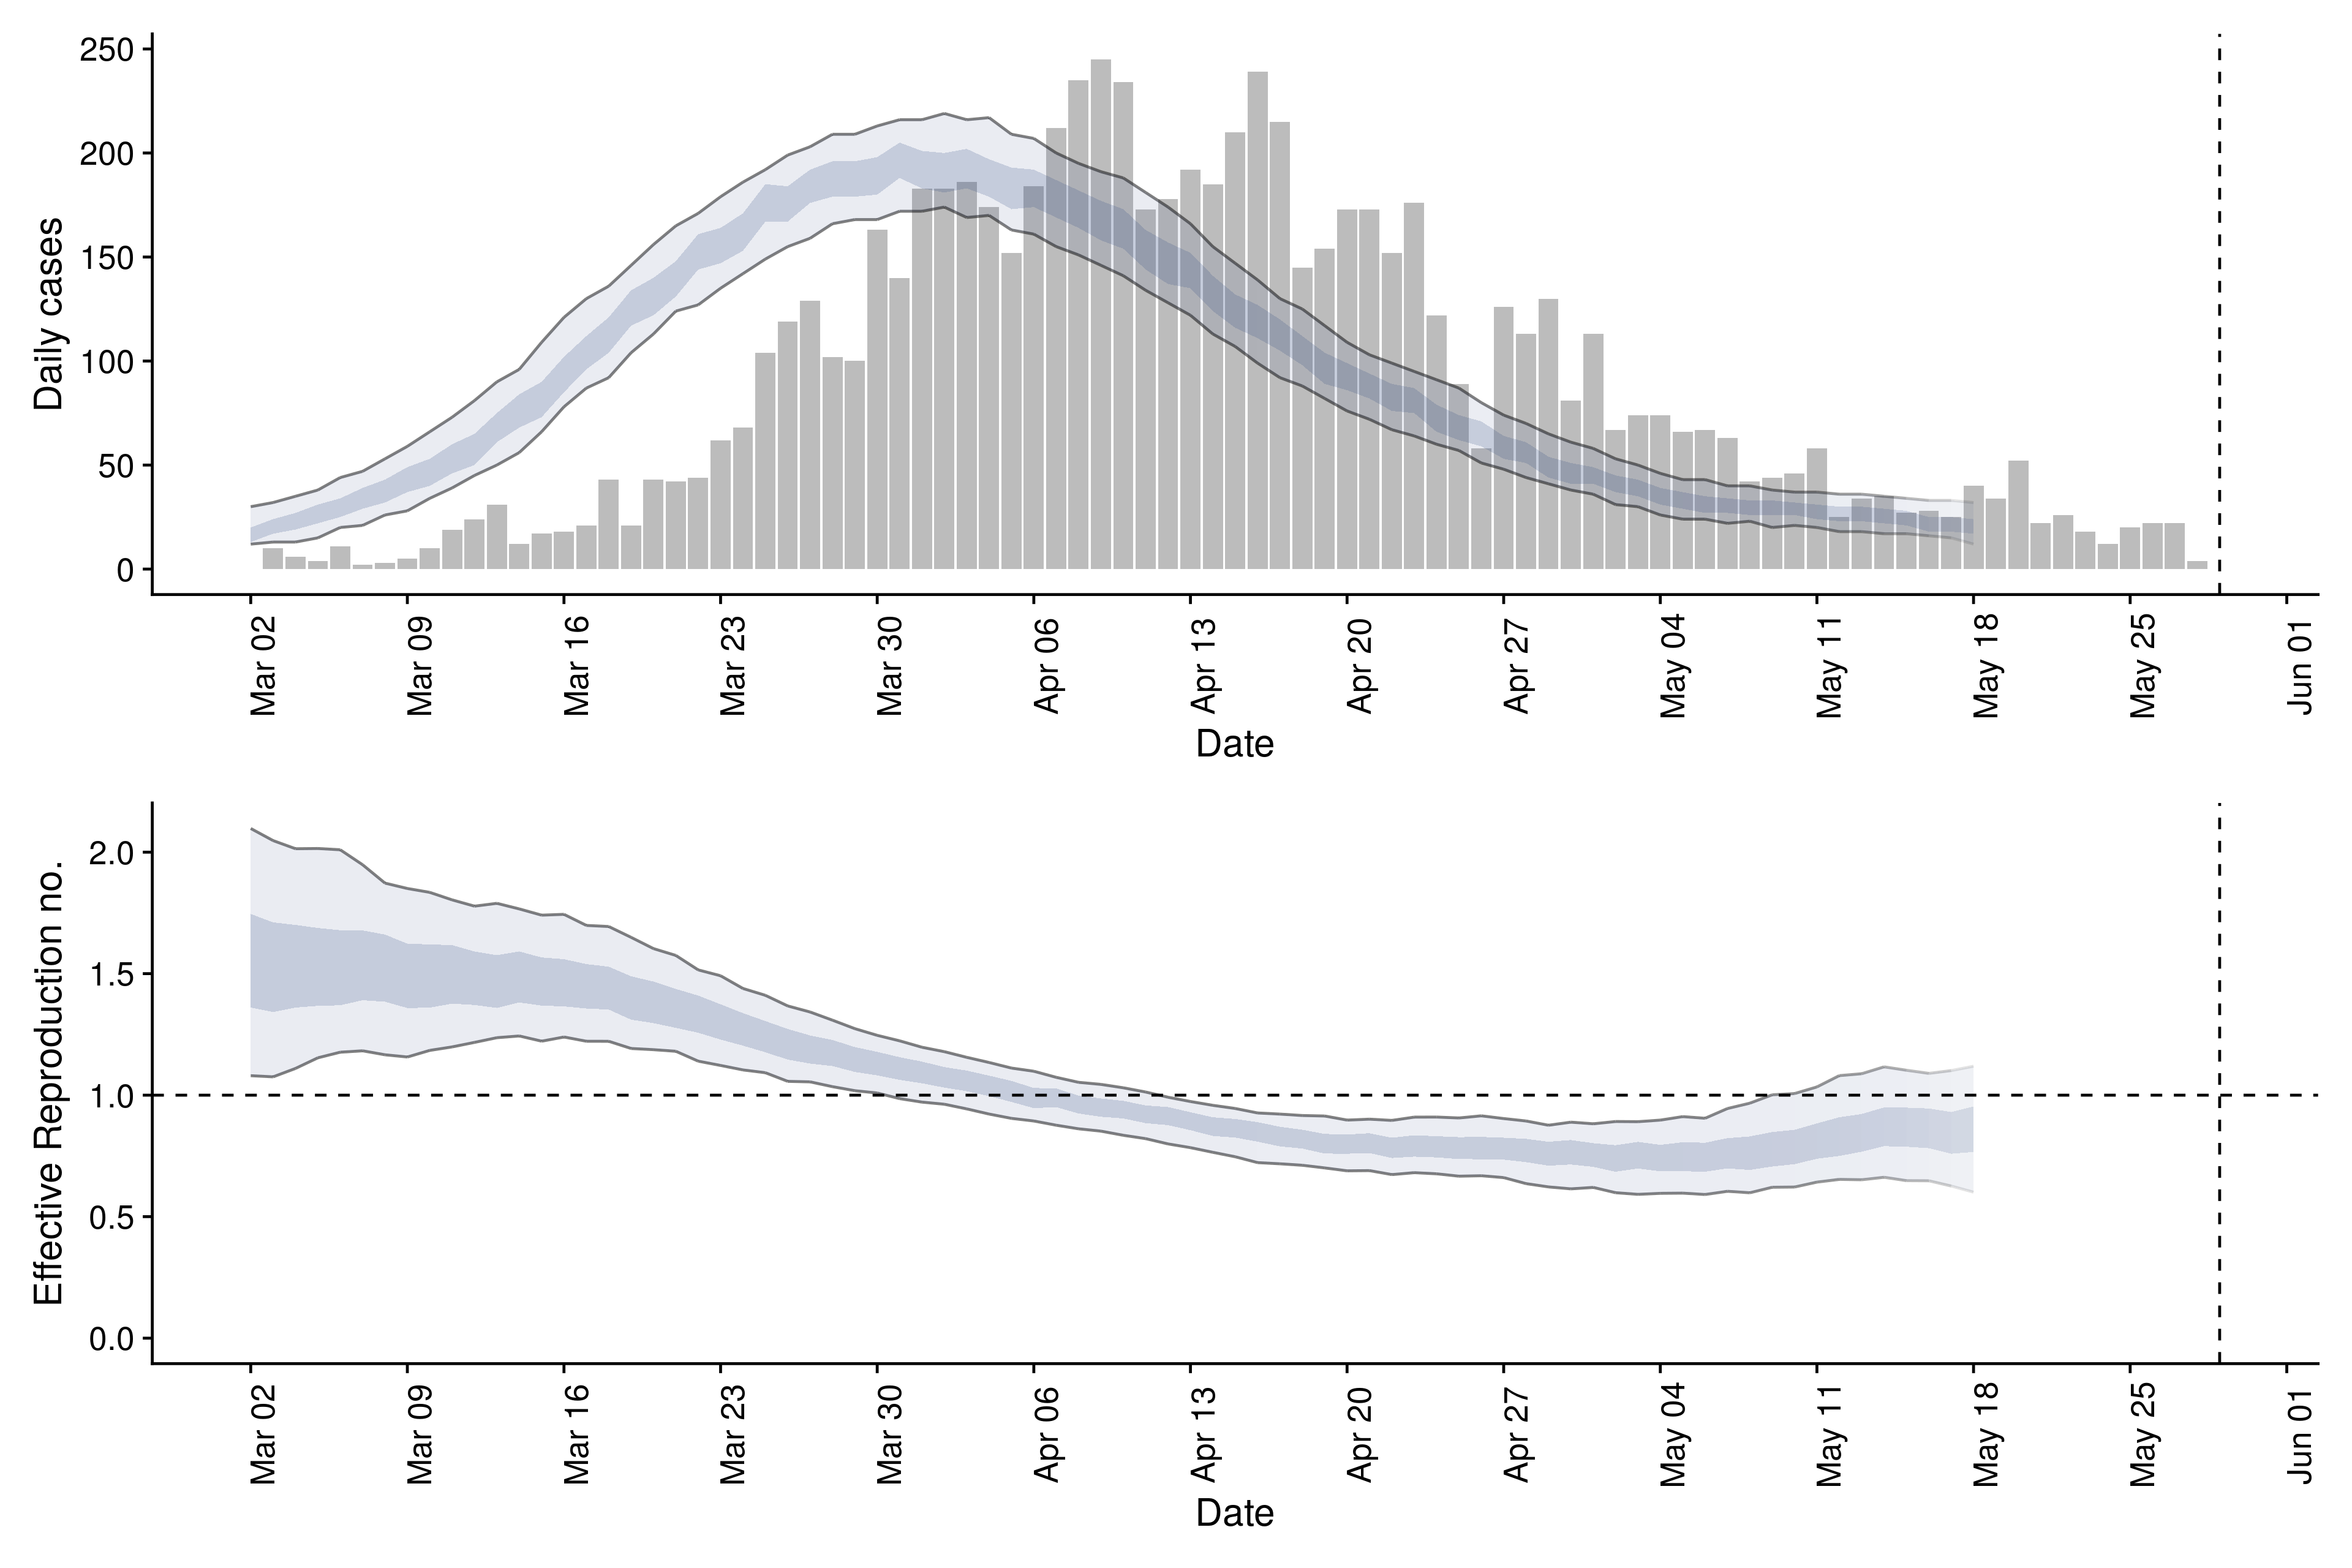 250
200
150
100
50
0
Daily cases
Mar 02
Mar 09
Mar 16
Mar 23
Mar 30
Apr 06
Apr 13
Apr 20
Apr 27
May 04
May 11
May 18
May 25
Jun 01
Date
2.0
1.5
1.0
0.5
0.0
Effective Reproduction no.
Mar 02
Mar 09
Mar 16
Mar 23
Mar 30
Apr 06
Apr 13
Apr 20
Apr 27
May 04
May 11
May 18
May 25
Jun 01
Date